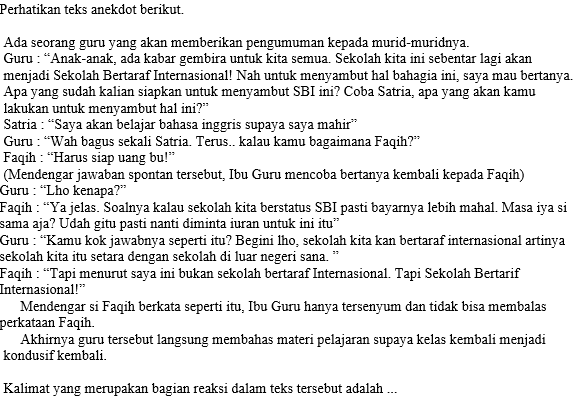 Perhatikan teks anekdot berikut.
Ada seorang guru yang akan memberikan pengumuman kepada murid-muridnya.
Guru : “Anak-anak, ada kabar gembira untuk kita semua. Sekolah kita ini sebentar lagi akan
menjadi Sekolah Bertaraf Internasional! Nah untuk menyambut hal bahagia ini, saya mau bertanya.
Apa yang sudah kalian siapkan untuk menyambut SBI ini? Coba Satria, apa yang akan kamu
lakukan untuk menyambut hal ini?”
Satria : “Saya akan belajar bahasa inggris supaya saya mahir”
Guru : “Wah bagus sekali Satria. Terus.. kalau kamu bagaimana Faqih?”
Faqih : “Harus siap uang bu!”
(Mendengar jawaban spontan tersebut, Ibu Guru mencoba bertanya kembali kepada Faqih)
Guru : “Lho kenapa?”
Faqih : “Ya jelas. Soalnya kalau sekolah kita berstatus SBI pasti bayarnya lebih mahal. Masa iya si
sama aja? Udah gitu pasti nanti diminta iuran untuk ini itu”
Guru : “Kamu kok jawabnya seperti itu? Begini lho, sekolah kita kan bertaraf internasional artinya
sekolah kita itu setara dengan sekolah di luar negeri sana. ”
Faqih : “Tapi menurut saya ini bukan sekolah bertaraf Internasional. Tapi Sekolah Bertarif
Internasional!”
Mendengar si Faqih berkata seperti itu, Ibu Guru hanya tersenyum dan tidak bisa membalas
perkataan Faqih.
Akhirnya guru tersebut langsung membahas materi pelajaran supaya kelas kembali menjadi
kondusif kembali.
Kalimat yang merupakan bagian reaksi dalam teks tersebut adalah ...